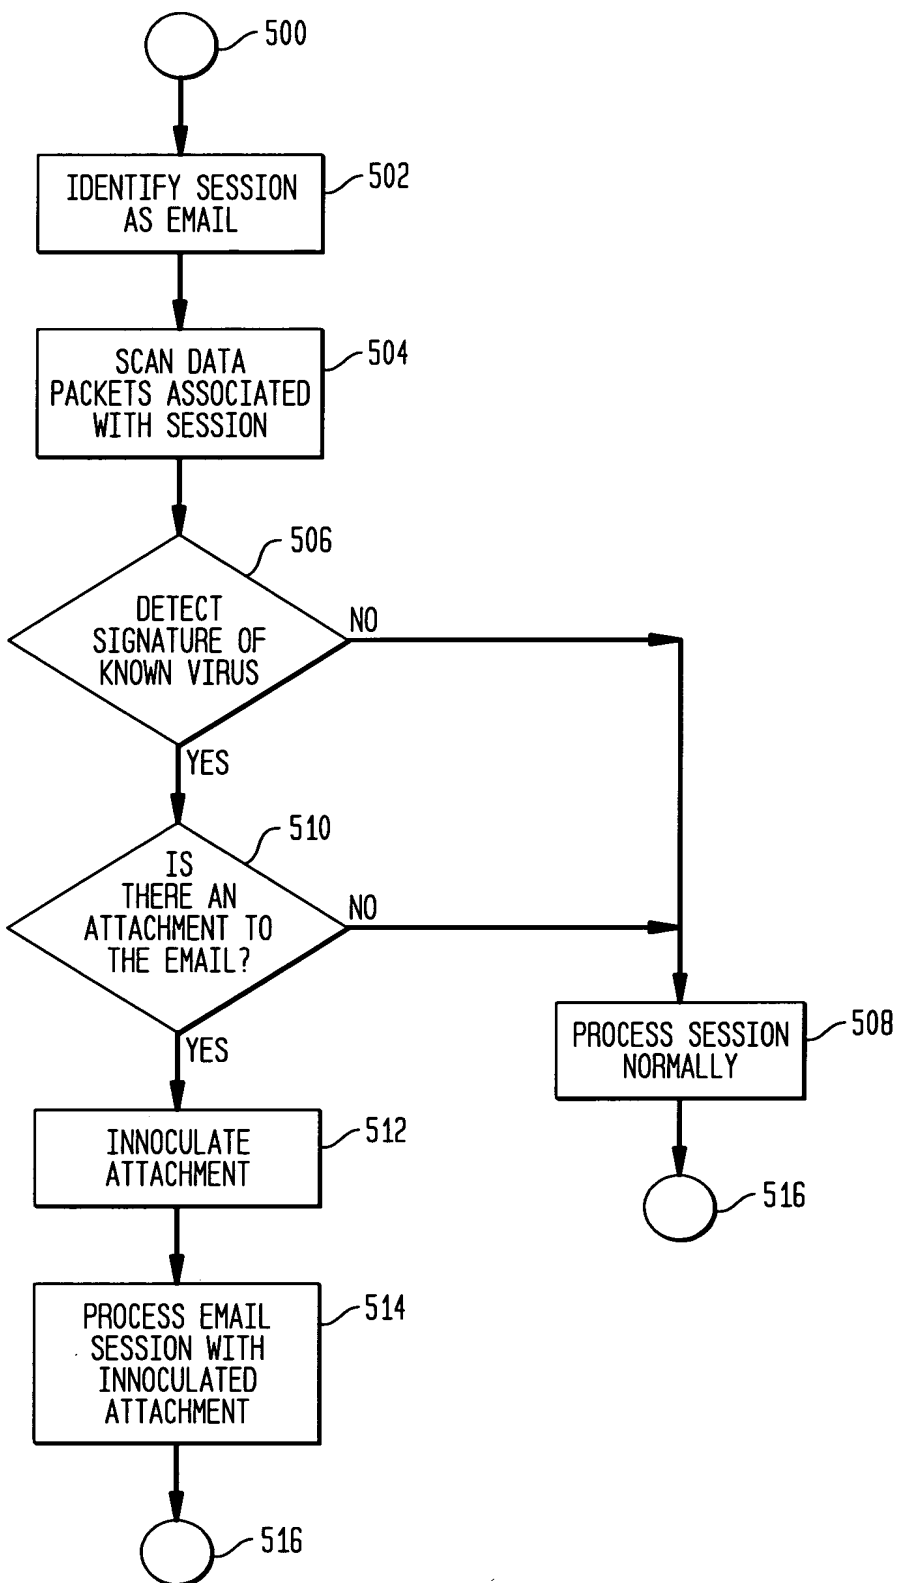 500
IDENTIFY SESSION
AS EMAIL
502
SCAN DATA
PACKETS ASSOCIATED
WITH SESSION
504
506
DETECT
SIGNATURE OF
KNOWN VIRUS
NO
YES
510
IS
THERE AN
ATTACHMENT TO
THE EMAIL?
NO
YES
PROCESS SESSION
NORMALLY
508
INNOCULATE
ATTACHMENT
512
516
PROCESS EMAIL
SESSION WITH
INNOCULATED
ATTACHMENT
514
516